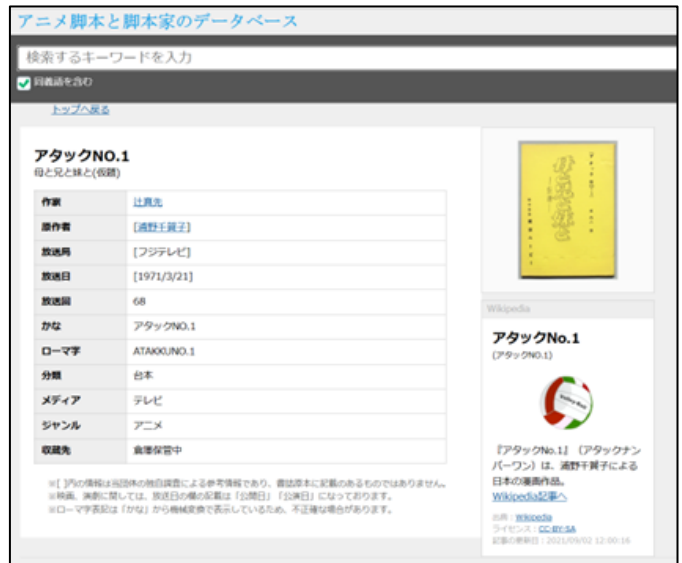 アニメ脚本と脚本家のデータベース
検索するキーワードを入力
同義語を含む
トップへ戻る
アタックNO.1
母と兄と妹と(仮題)
作家 辻真先
原作者 [浦野千賀子]
放送局 [フジテレビ]
放送日 [1971/3/21]
放送回 68
かな アタックNO.1
ローマ字 ATAKKUNO.1
分類 台本
メディア テレビ
ジャンル アニメ
収蔵先 倉庫保管中
※[ ]内の情報は当団体の独自調査による参考情報であり、書誌原本に記載のあるものではありません。
※映画、演劇に関しては、放送日の欄の記載は「公開日」「公演日」になっております。
※ローマ字表記は「かな」から機械変換で表示しているため、不正確な場合があります。
Wikipedia
アタックNo.1
(アタックNO.1)
Volley-Ball
『アタックNo.1』（アタックナン
バーワン）は、浦野千賀子による
日本の漫画作品。
Wikipedia記事へ
出典：Wikipedia
ライセンス：CC-BY-SA
記事の更新日：2021/09/02 12:00:16